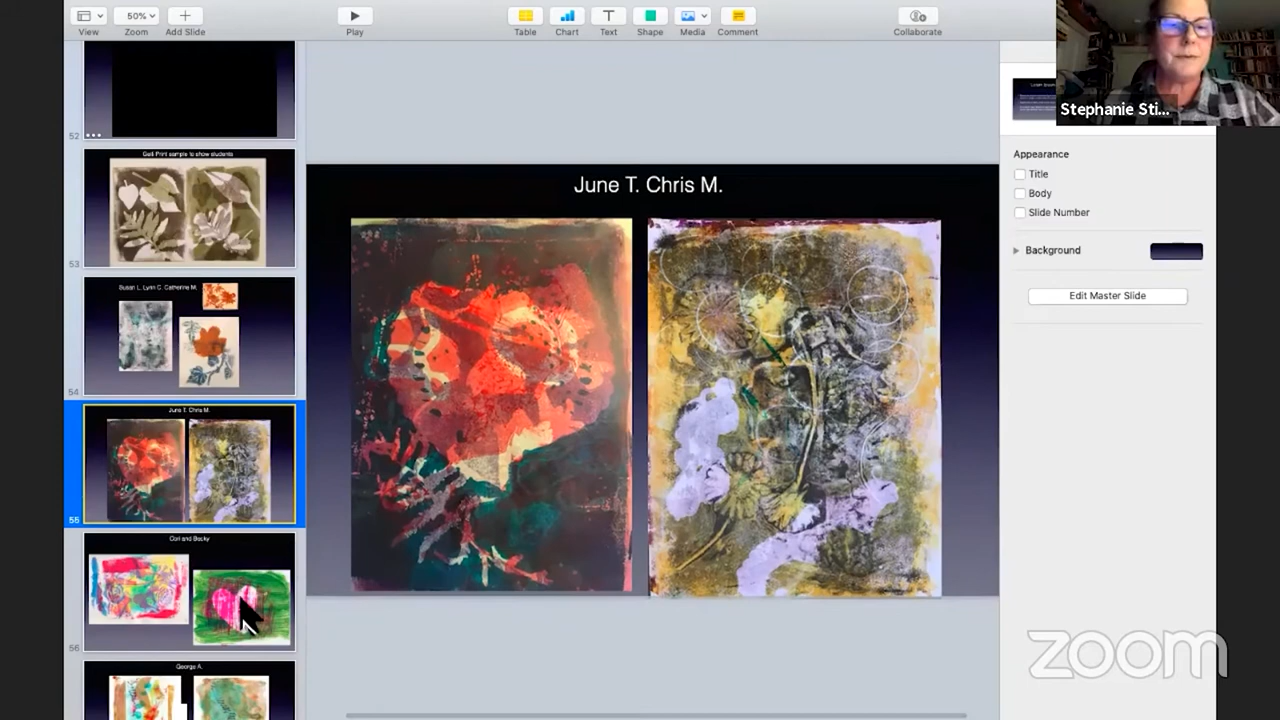 50%
View
Zoom
Add Slide
Play
Table
Chart
Text
Shape
Media
Comment
Collaborate
Stephanie Sti...
52
Gelli Print sample to show students
53
Susan L. Lynn C. Catherine M.
54
June T. Chris M.
55
Cori and Becky
56
George A.
June T. Chris M.
Appearance
Title
Body
Slide Number
Background
Edit Master Slide
zoom